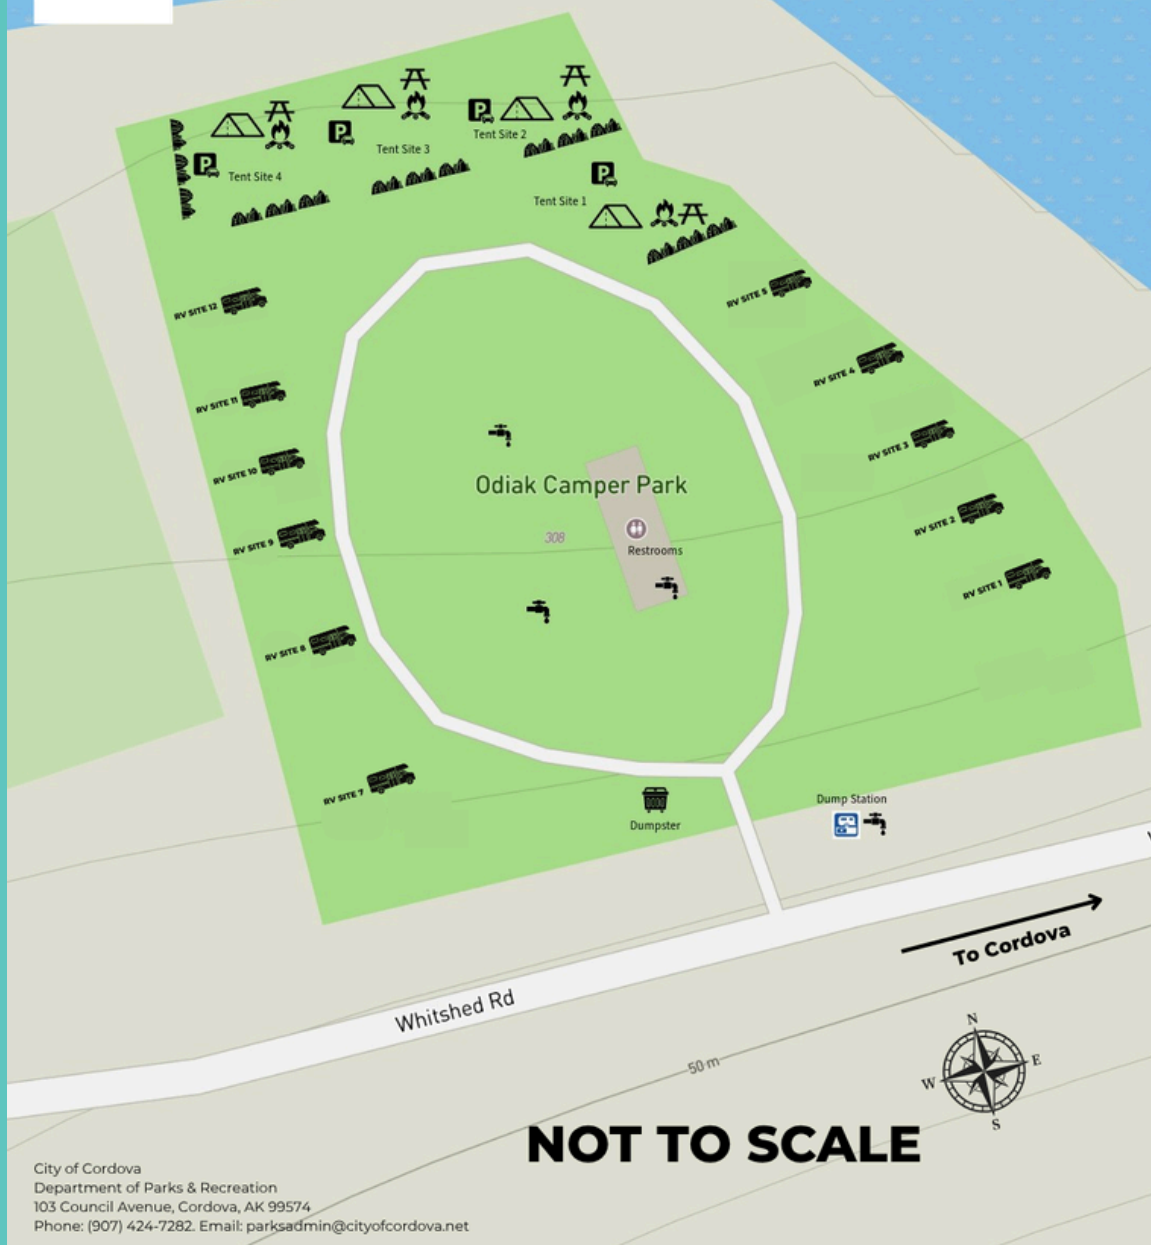 P
P
P
Tent Site 2
Tent Site 3
Tent Site 4
P
Tent Site 1
RV SITE 5
RV SITE 12
RV SITE 4
RV SITE 11
RV SITE 3
RV SITE 10
Odiak Camper Park
RV SITE 2
308
RV SITE 9
Restrooms
RV SITE 1
RV SITE 8
RV SITE 7
Dump Station
Dumpster
To Cordova
Whitshed Rd
N
50 m
E
W
S
NOT TO SCALE
City of Cordova
Department of Parks & Recreation
103 Council Avenue, Cordova, AK 99574
Phone: (907) 424-7282. Email: parksadmin@cityofcordova.net